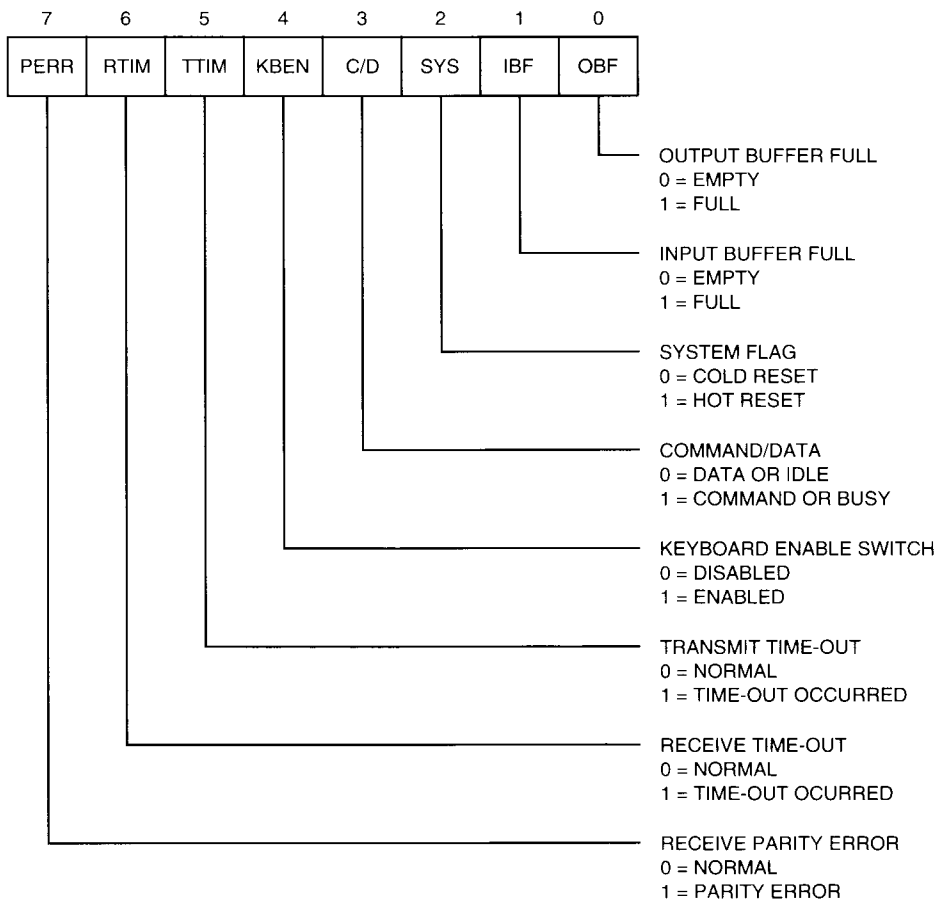 7 6 5 4 3 2 1 0
PERR RTIM TTIM KBEN C/D SYS IBF OBF
OUTPUT BUFFER FULL
0 = EMPTY
1 = FULL
INPUT BUFFER FULL
0 = EMPTY
1 = FULL
SYSTEM FLAG
0 = COLD RESET
1 = HOT RESET
COMMAND/DATA
0 = DATA OR IDLE
1 = COMMAND OR BUSY
KEYBOARD ENABLE SWITCH
0 = DISABLED
1 = ENABLED
TRANSMIT TIME-OUT
0 = NORMAL
1 = TIME-OUT OCCURRED
RECEIVE TIME-OUT
0 = NORMAL
1 = TIME-OUT OCURRED
RECEIVE PARITY ERROR
0 = NORMAL
1 = PARITY ERROR